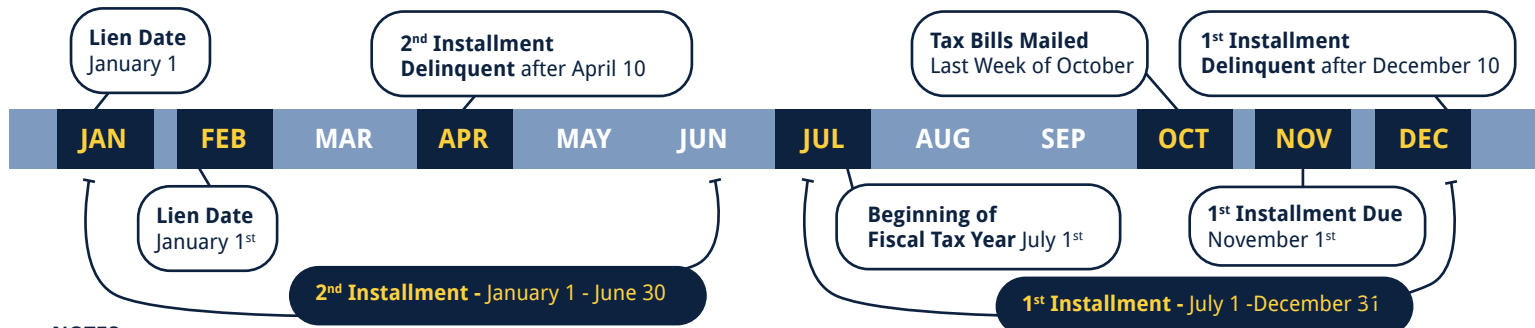 Lien Date
January 1
2nd Installment
Delinquent after April 10
Tax Bills Mailed
Last Week of October
1st Installment
Delinquent after December 10
JAN FEB MAR APR MAY JUN JUL AUG SEP OCT NOV DEC
Lien Date
January 1st
Beginning of
Fiscal Tax Year July 1st
1st Installment Due
November 1st
2nd Installment - January 1 - June 30
1st Installment - July 1 -December 31